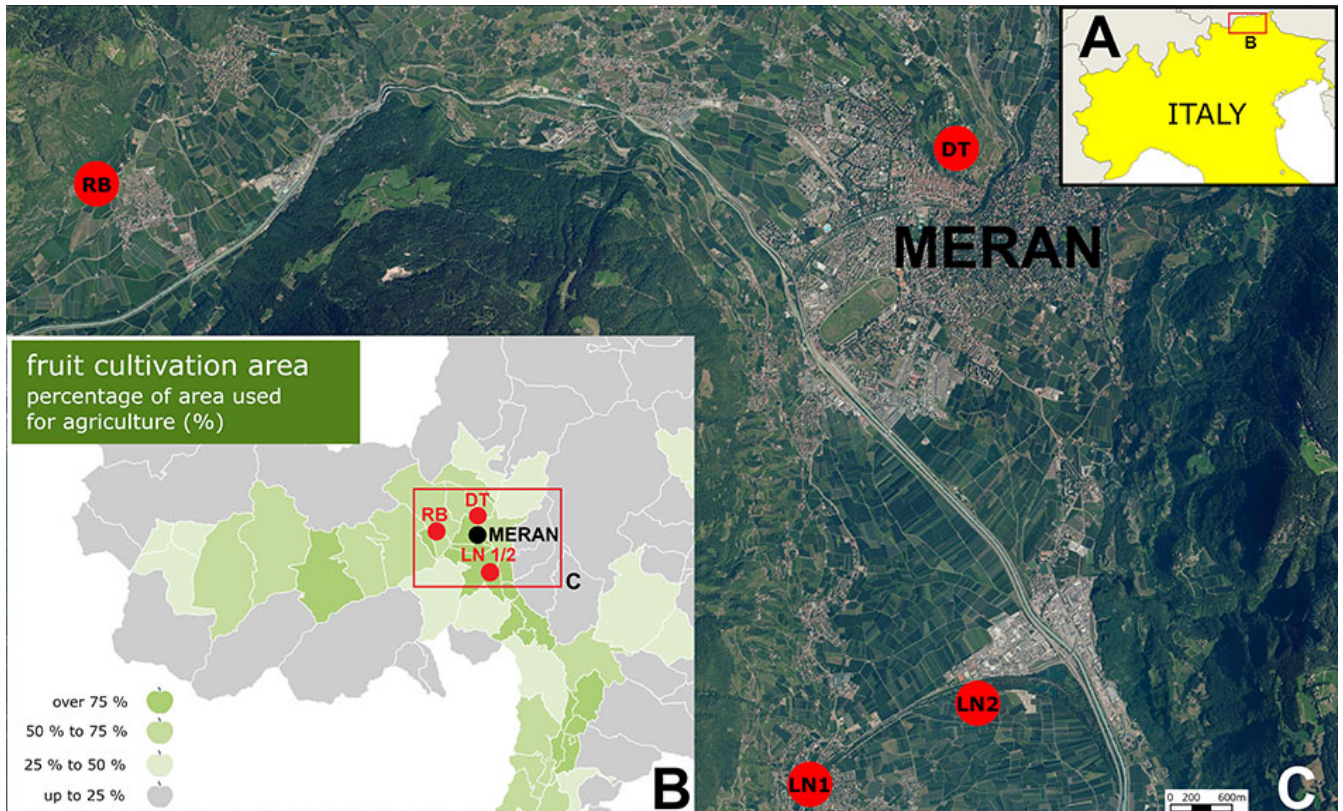 A
B
ITALY
RB
DT
MERAN
fruit cultivation area
percentage of area used
for agriculture (%)
DT
RB
MERAN
LN 1/2
C
over 75 %
50 % to 75 %
25 % to 50 %
up to 25 %
B
LN2
LN1
C
0 200 600m